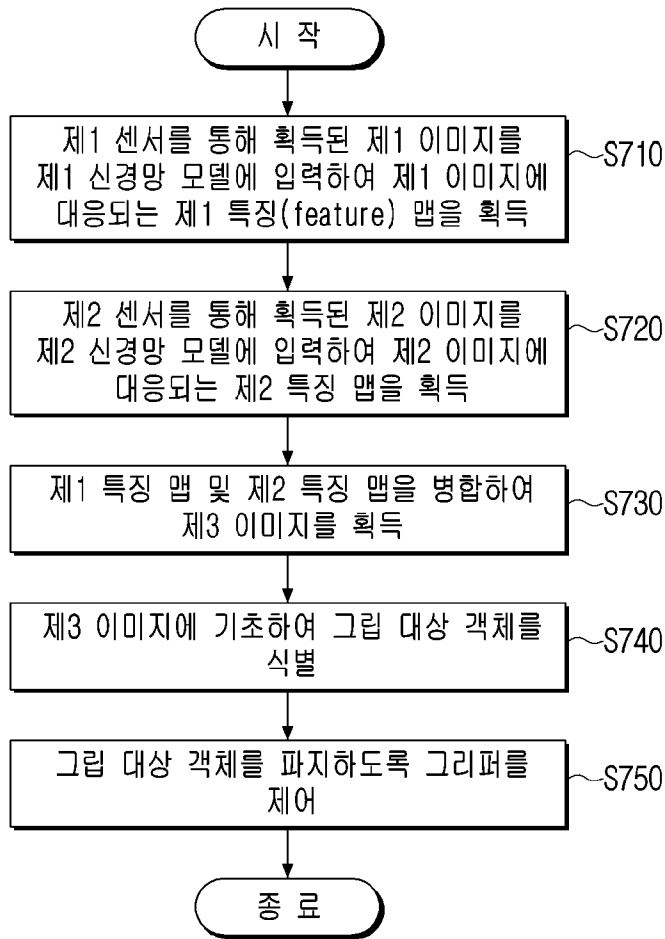 시 작
제1 센서를 통해 획득된 제1 이미지를
제1 신경망 모델에 입력하여 제1 이미지에
대응되는 제1 특징(feature) 맵을 획득
S710
제2 센서를 통해 획득된 제2 이미지를
제2 신경망 모델에 입력하여 제2 이미지에
대응되는 제2 특징 맵을 획득
S720
제1 특징 맵 및 제2 특징 맵을 병합하여
제3 이미지를 획득
S730
제3 이미지에 기초하여 그립 대상 객체를
식별
S740
그립 대상 객체를 파지하도록 그리퍼를
제어
S750
종 료